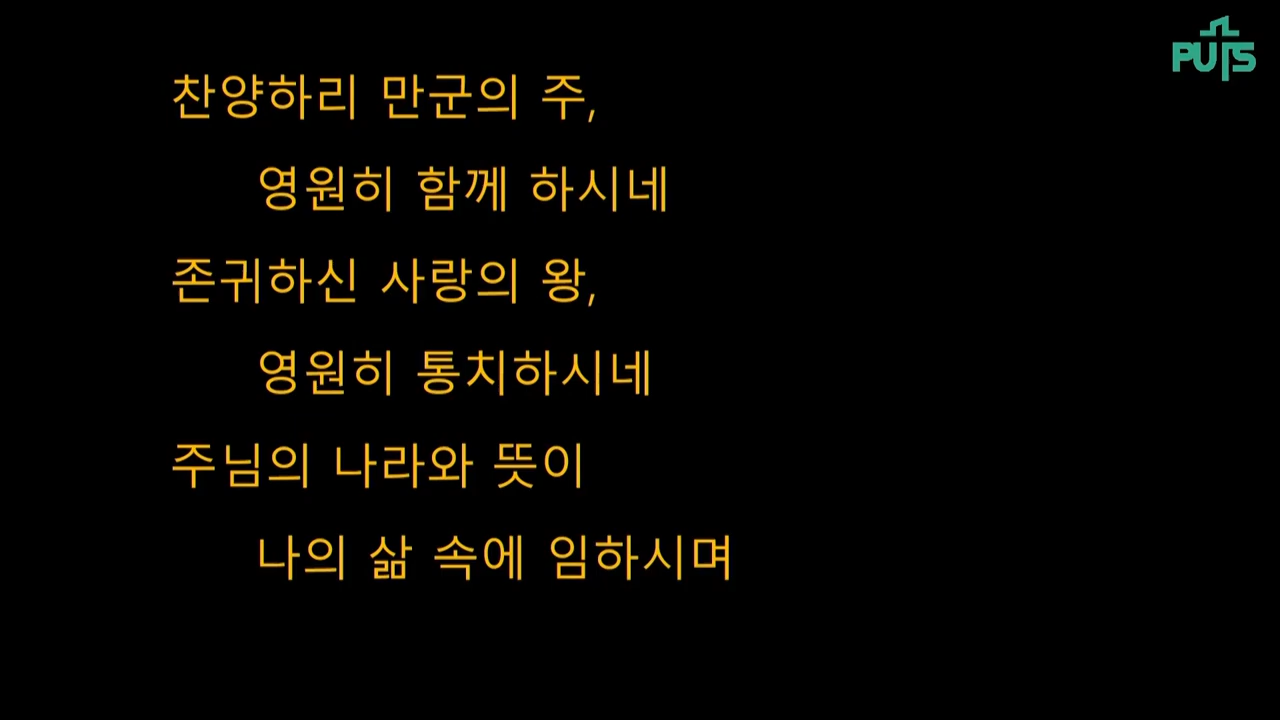 PUTS
찬양하리 만군의 주,
영원히 함께 하시네
존귀하신 사랑의 왕,
영원히 통치하시네
주님의 나라와 뜻이
나의 삶 속에 임하시며